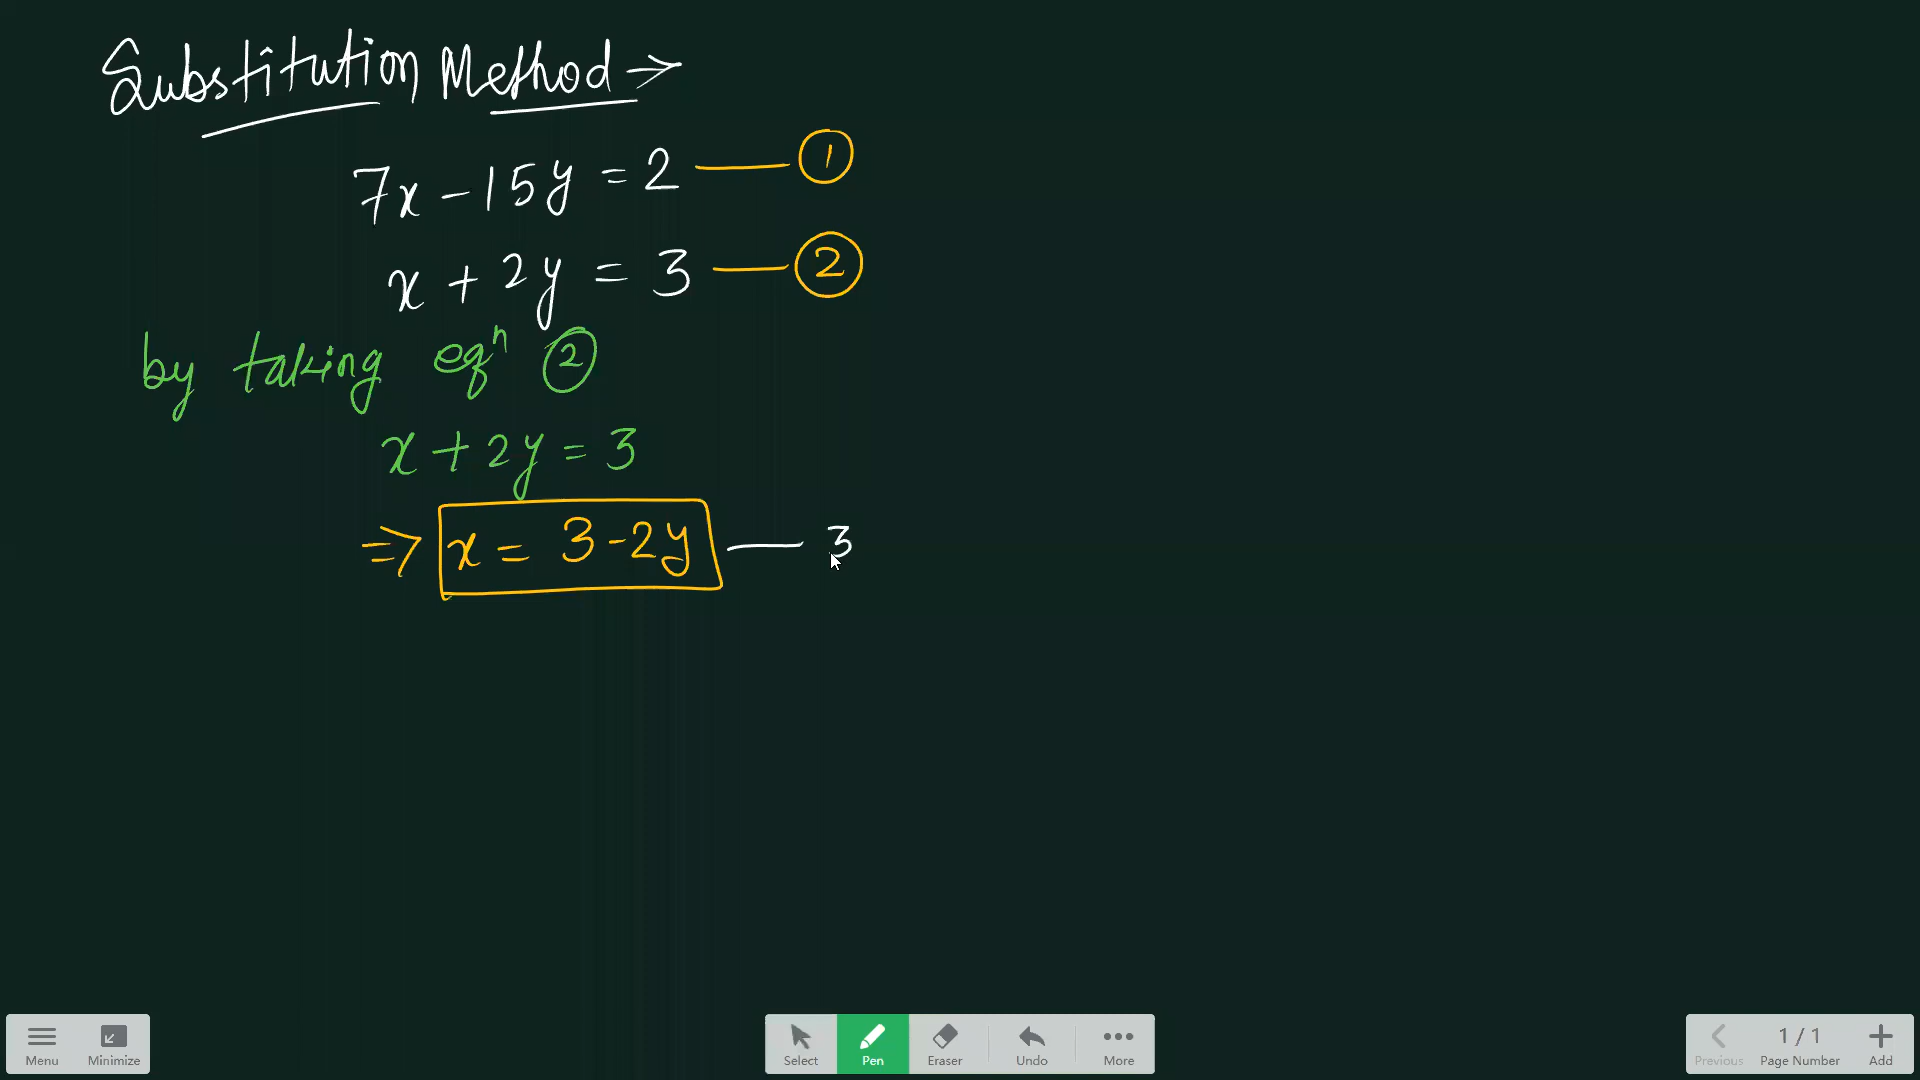 Substitution Method →
7x - 15y = 2 —— ①
x + 2y = 3 —— ②
by taking eqⁿ ②
x + 2y = 3
⇒ x = 3 - 2y —— 3
Menu Minimize Select Pen Eraser Undo More Previous 1 / 1 Page Number Add